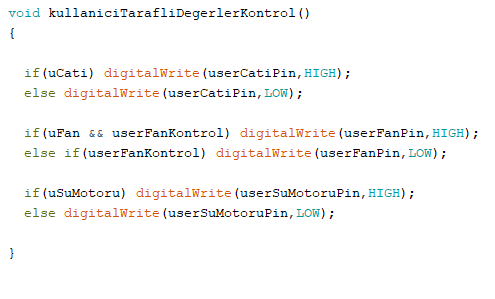 void kullaniciTarafliDegerlerKontrol()
{
if(uCati) digitalWrite(userCatiPin,HIGH);
else digitalWrite(userCatiPin,LOW);
if(uFan && userFanKontrol) digitalWrite(userFanPin,HIGH);
else if(userFanKontrol) digitalWrite(userFanPin,LOW);
if(uSuMotoru) digitalWrite(userSuMotoruPin,HIGH);
else digitalWrite(userSuMotoruPin,LOW);
}